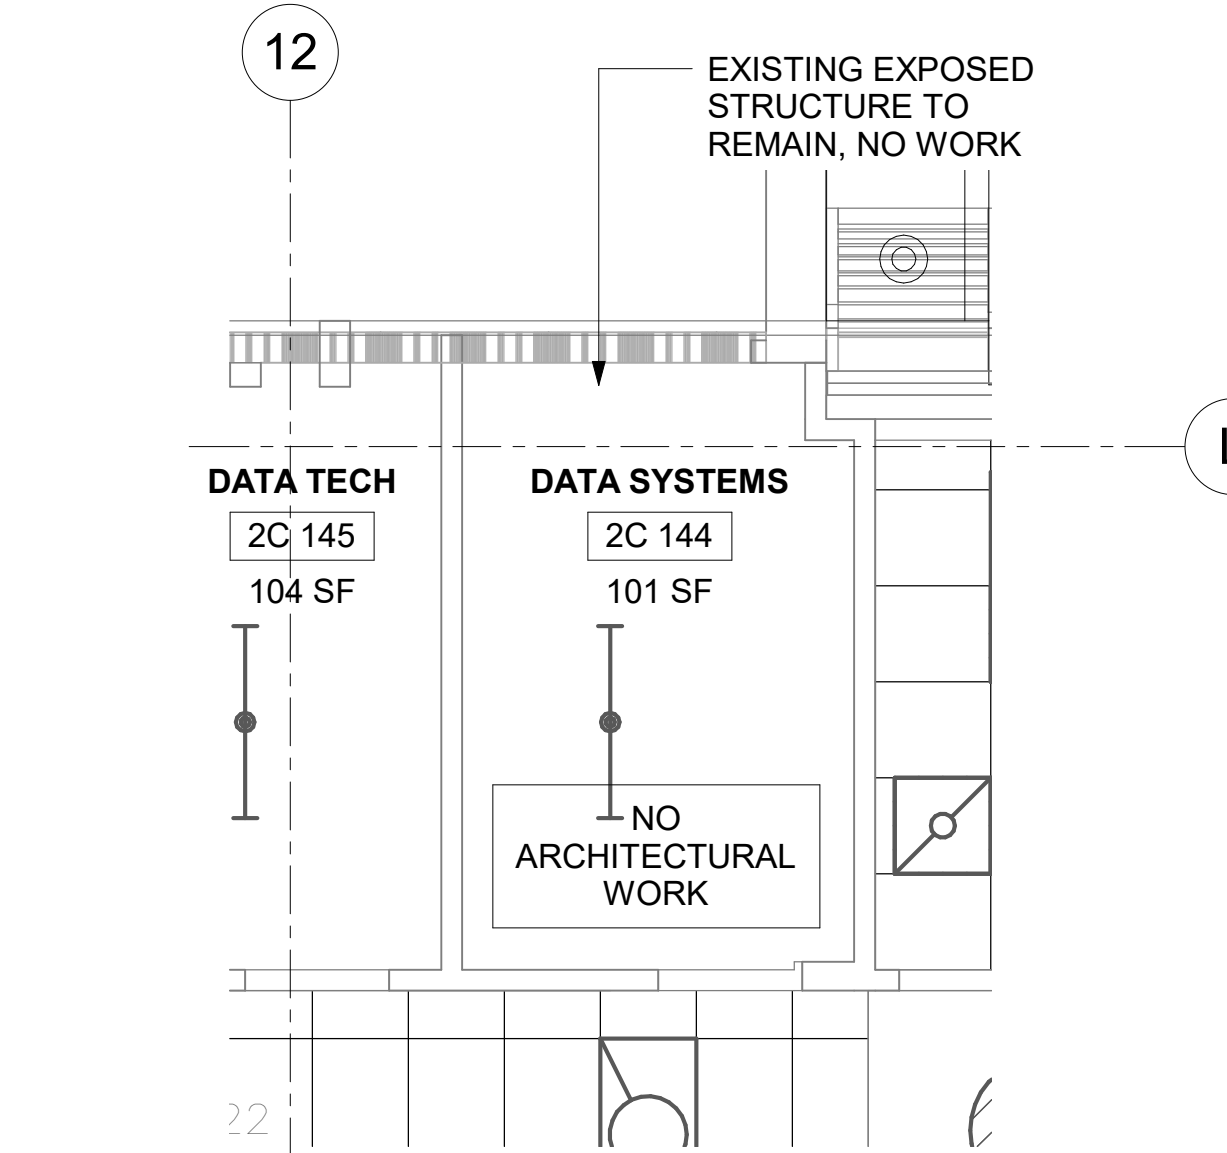 12
EXISTING EXPOSED
STRUCTURE TO
REMAIN, NO WORK
DATA TECH
2C 145
104 SF
DATA SYSTEMS
2C 144
101 SF
NO
ARCHITECTURAL
WORK
22